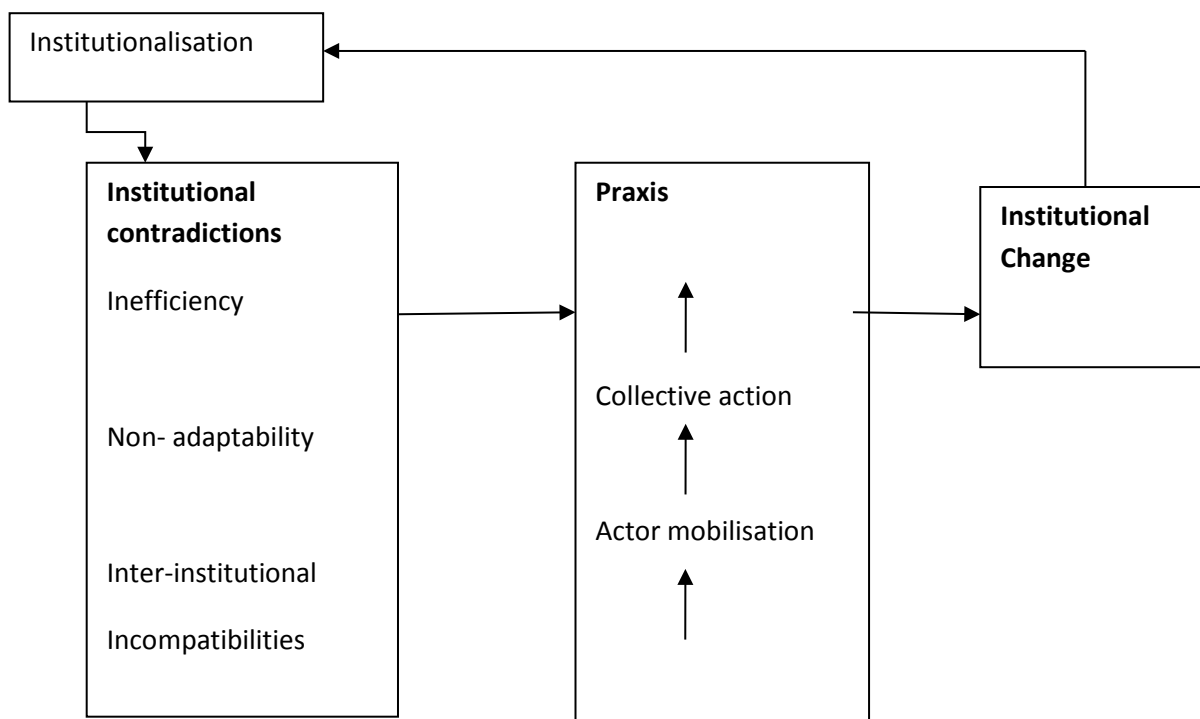 Institutionalisation
Institutional
contradictions
Inefficiency
Non- adaptability
Inter-institutional
Incompatibilities
Praxis
Collective action
Actor mobilisation
Institutional
Change